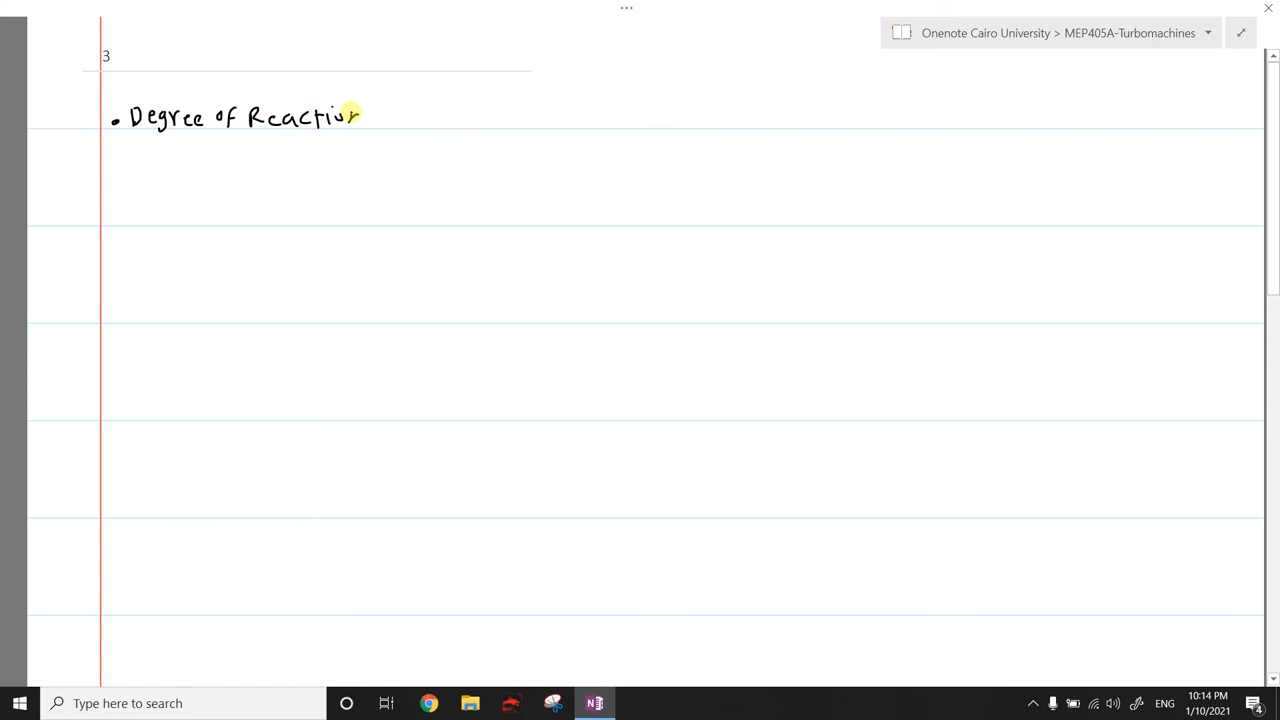 Onenote Cairo University > MEP405A-Turbomachines
3
• Degree of Reaction
Type here to search
ENG
10:14 PM
1/10/2021
4